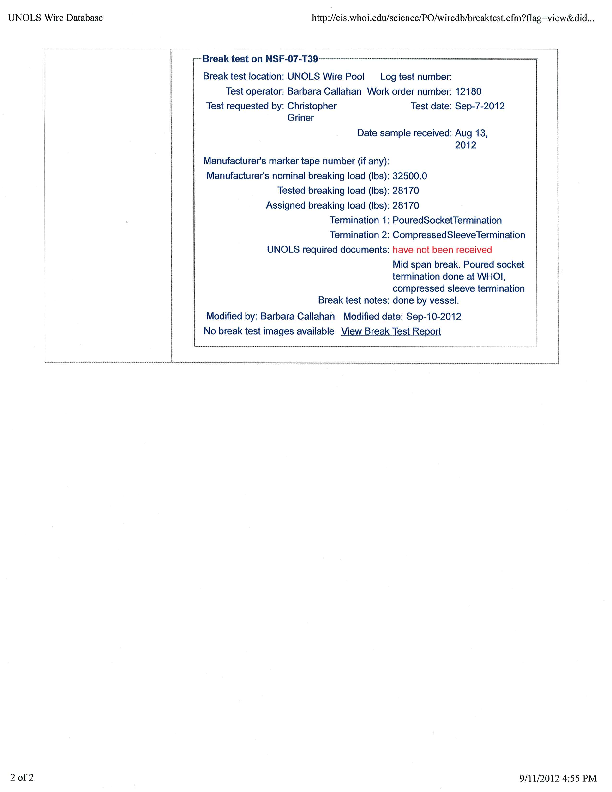 UNOLS Wire Database http://cis.whoi.edu/science/PO/wiredb/breaktest.cfm?flag=view&did...
Break test on NSF-07-T39
Break test location: UNOLS Wire Pool Log test number:
Test operator: Barbara Callahan Work order number: 12180
Test requested by: Christopher Test date: Sep-7-2012
Griner
Date sample received: Aug 13,
2012
Manufacturer's marker tape number (if any):
Manufacturer's nominal breaking load (lbs): 32500.0
Tested breaking load (lbs): 28170
Assigned breaking load (lbs): 28170
Termination 1: PouredSocketTermination
Termination 2: CompressedSleeveTermination
UNOLS required documents: have not been received
Mid span break. Poured socket
termination done at WHOI,
compressed sleeve termination
Break test notes: done by vessel.
Modified by: Barbara Callahan Modified date: Sep-10-2012
No break test images available View Break Test Report
2 of 2 9/11/2012 4:55 PM